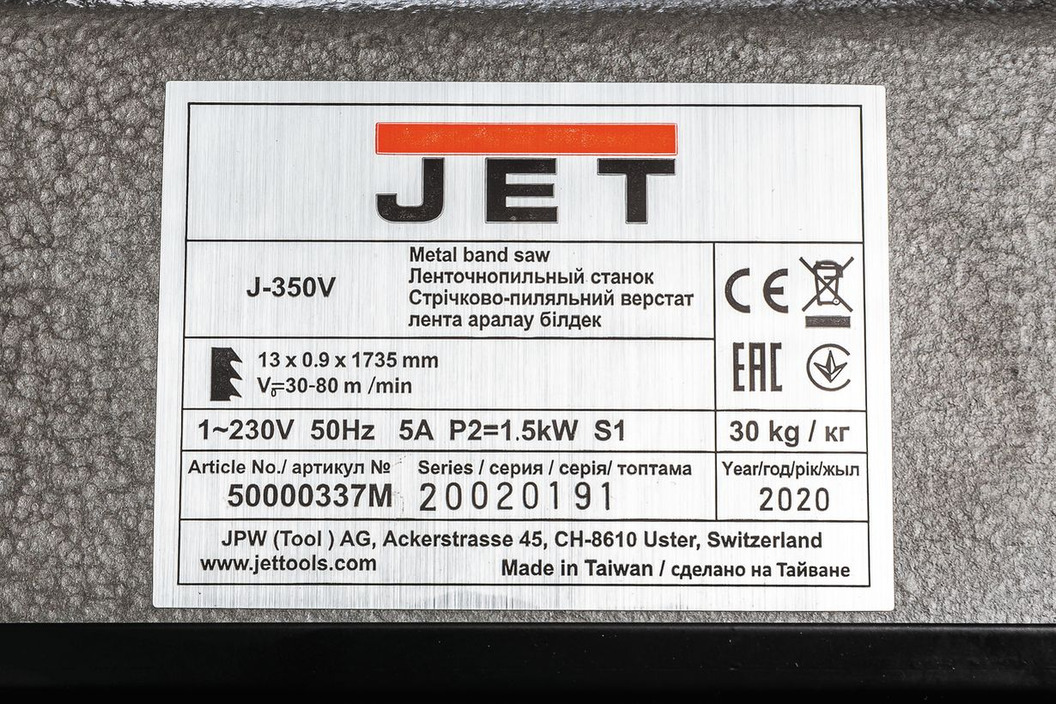 JET
J-350V
Metal band saw
Ленточнопильный станок
Стрічково-пиляльний верстат
лента аралау білдек
CE
13 x 0.9 x 1735 mm
V₀=30-80 m /min
EAC
1~230V 50Hz 5A P2=1.5kW S1
30 kg / кг
Article No./ артикул №
50000337M
Series / серия / серія/ топтама
20020191
Year/год/рік/жыл
2020
JPW (Tool ) AG, Ackerstrasse 45, CH-8610 Uster, Switzerland
www.jettools.com
Made in Taiwan / сделано на Тайване